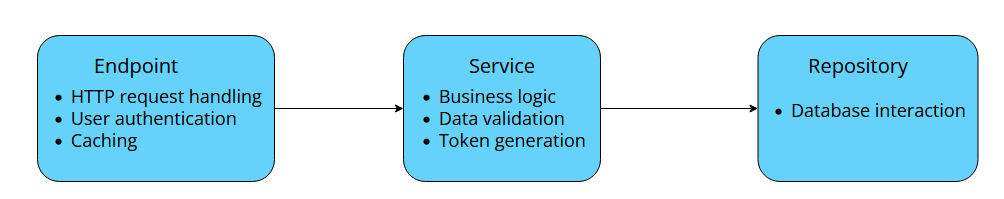 Endpoint
• HTTP request handling
• User authentication
• Caching
Service
• Business logic
• Data validation
• Token generation
Repository
• Database interaction